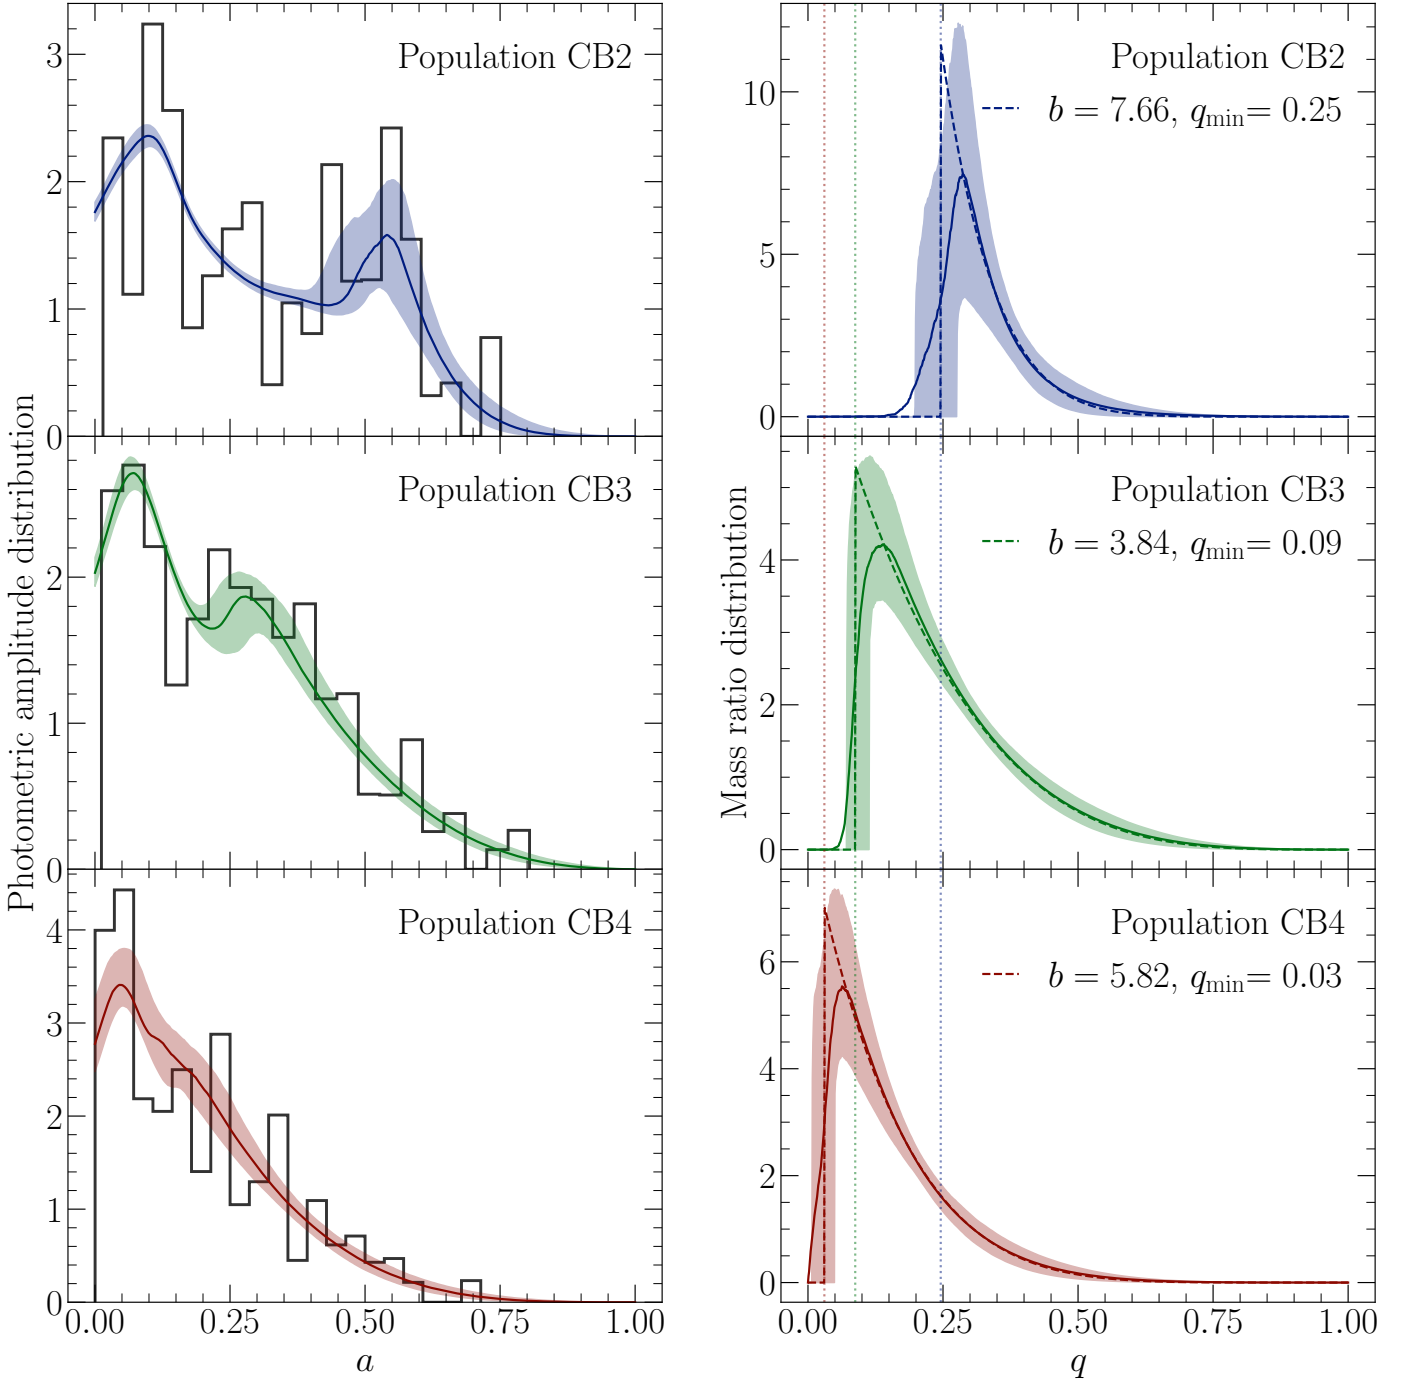 Photometric amplitude distribution
Population CB2
3
2
1
0
Population CB3
2
1
0
Population CB4
4
3
2
1
0
0.00 0.25 0.50 0.75 1.00
a
Mass ratio distribution
Population CB2
b = 7.66, qmin= 0.25
10
5
0
Population CB3
b = 3.84, qmin= 0.09
4
2
0
Population CB4
b = 5.82, qmin= 0.03
6
4
2
0
0.00 0.25 0.50 0.75 1.00
q